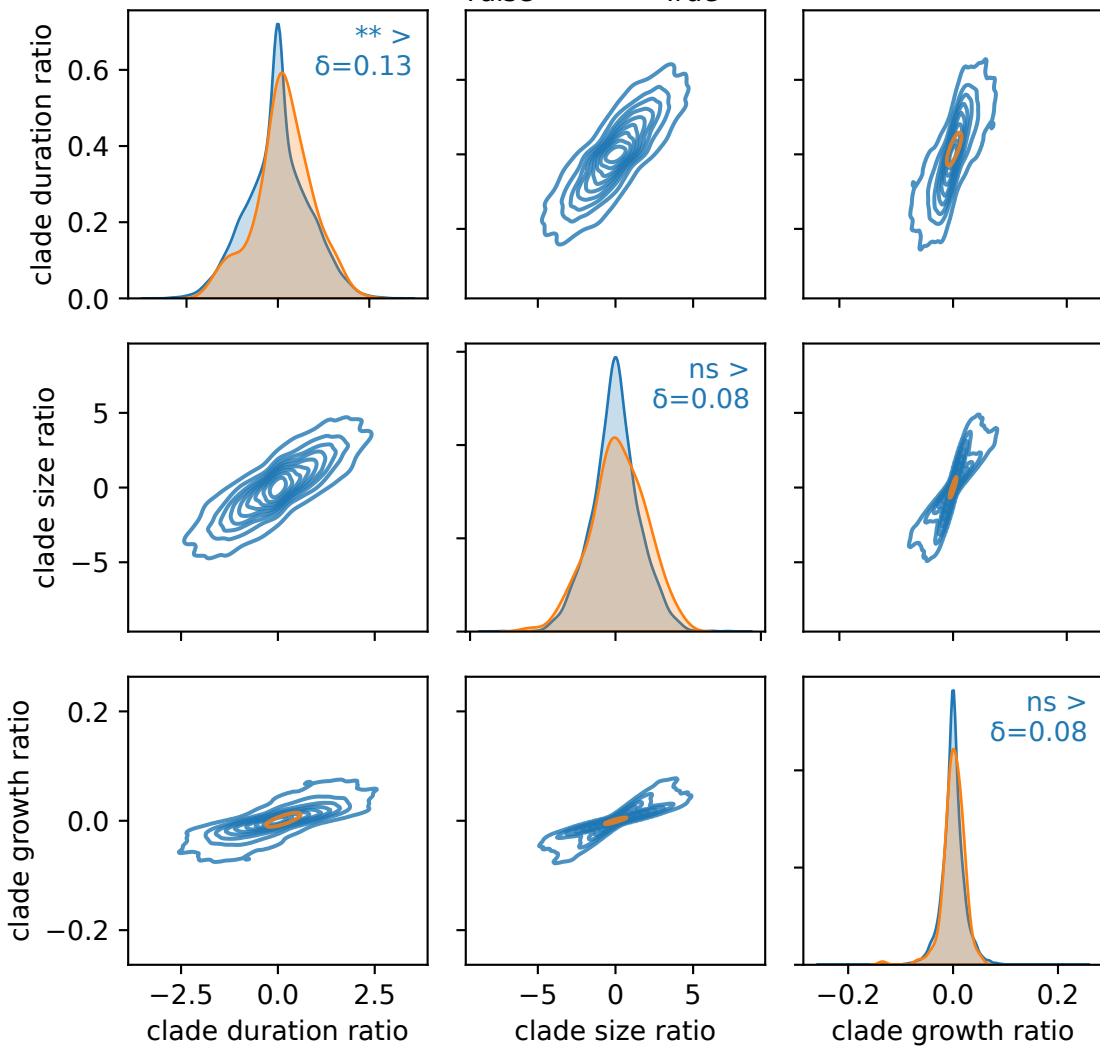 clade duration ratio
0.6
0.4
0.2
0.0
** >
δ=0.13
clade size ratio
5
0
−5
ns >
δ=0.08
clade growth ratio
0.2
0.0
−0.2
ns >
δ=0.08
−2.5 0.0 2.5
−5 0 5
−0.2 0.0 0.2
clade duration ratio
clade size ratio
clade growth ratio